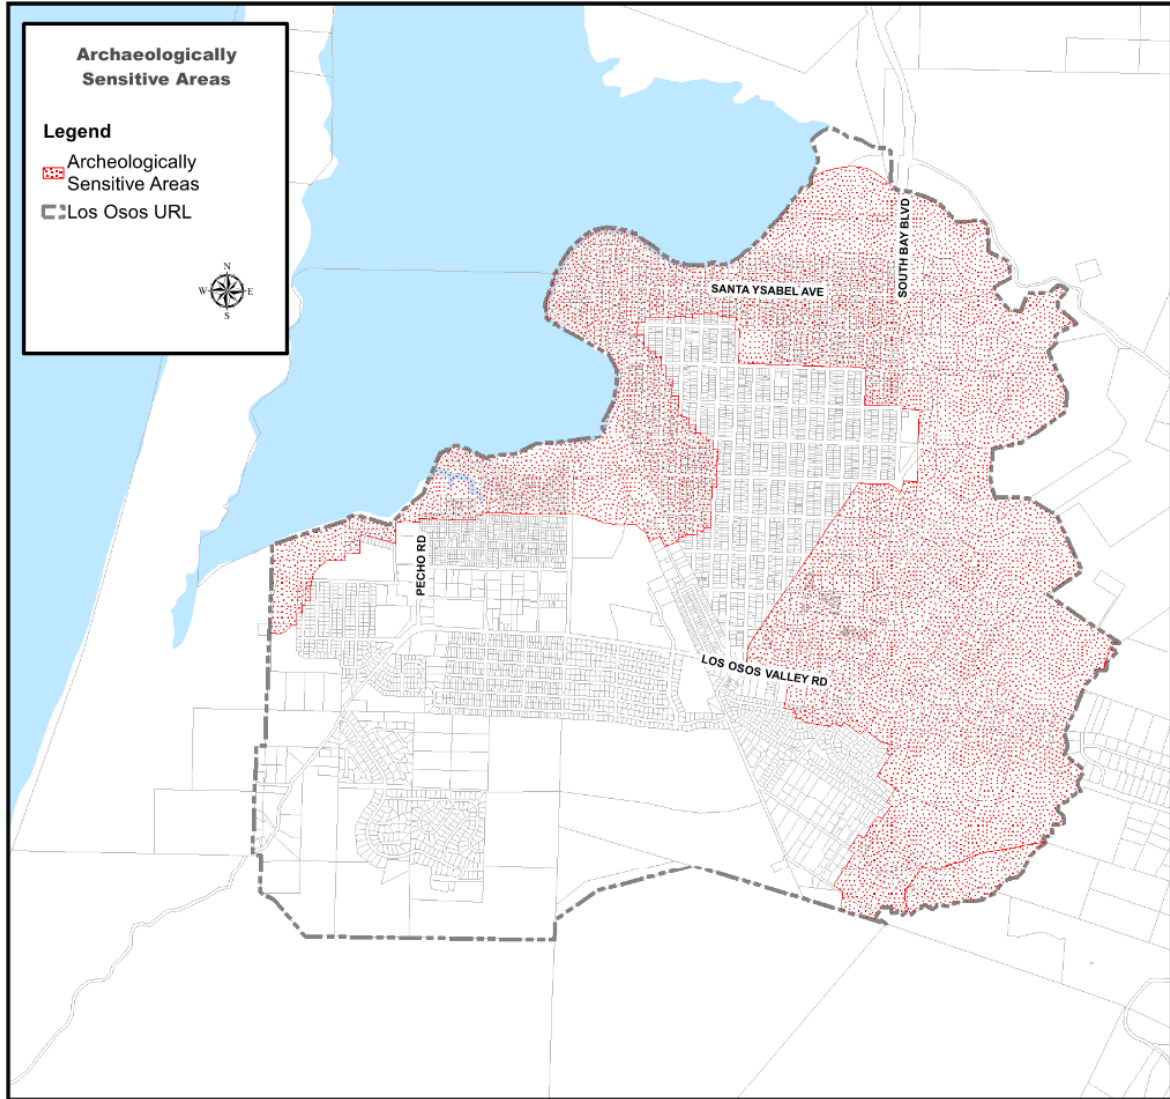 Archaeologically
Sensitive Areas
Legend
Archeologically
Sensitive Areas
Los Osos URL
N
W
E
S
SOUTH BAY BLVD
SANTA YSABEL AVE
PECHO RD
LOS OSOS VALLEY RD